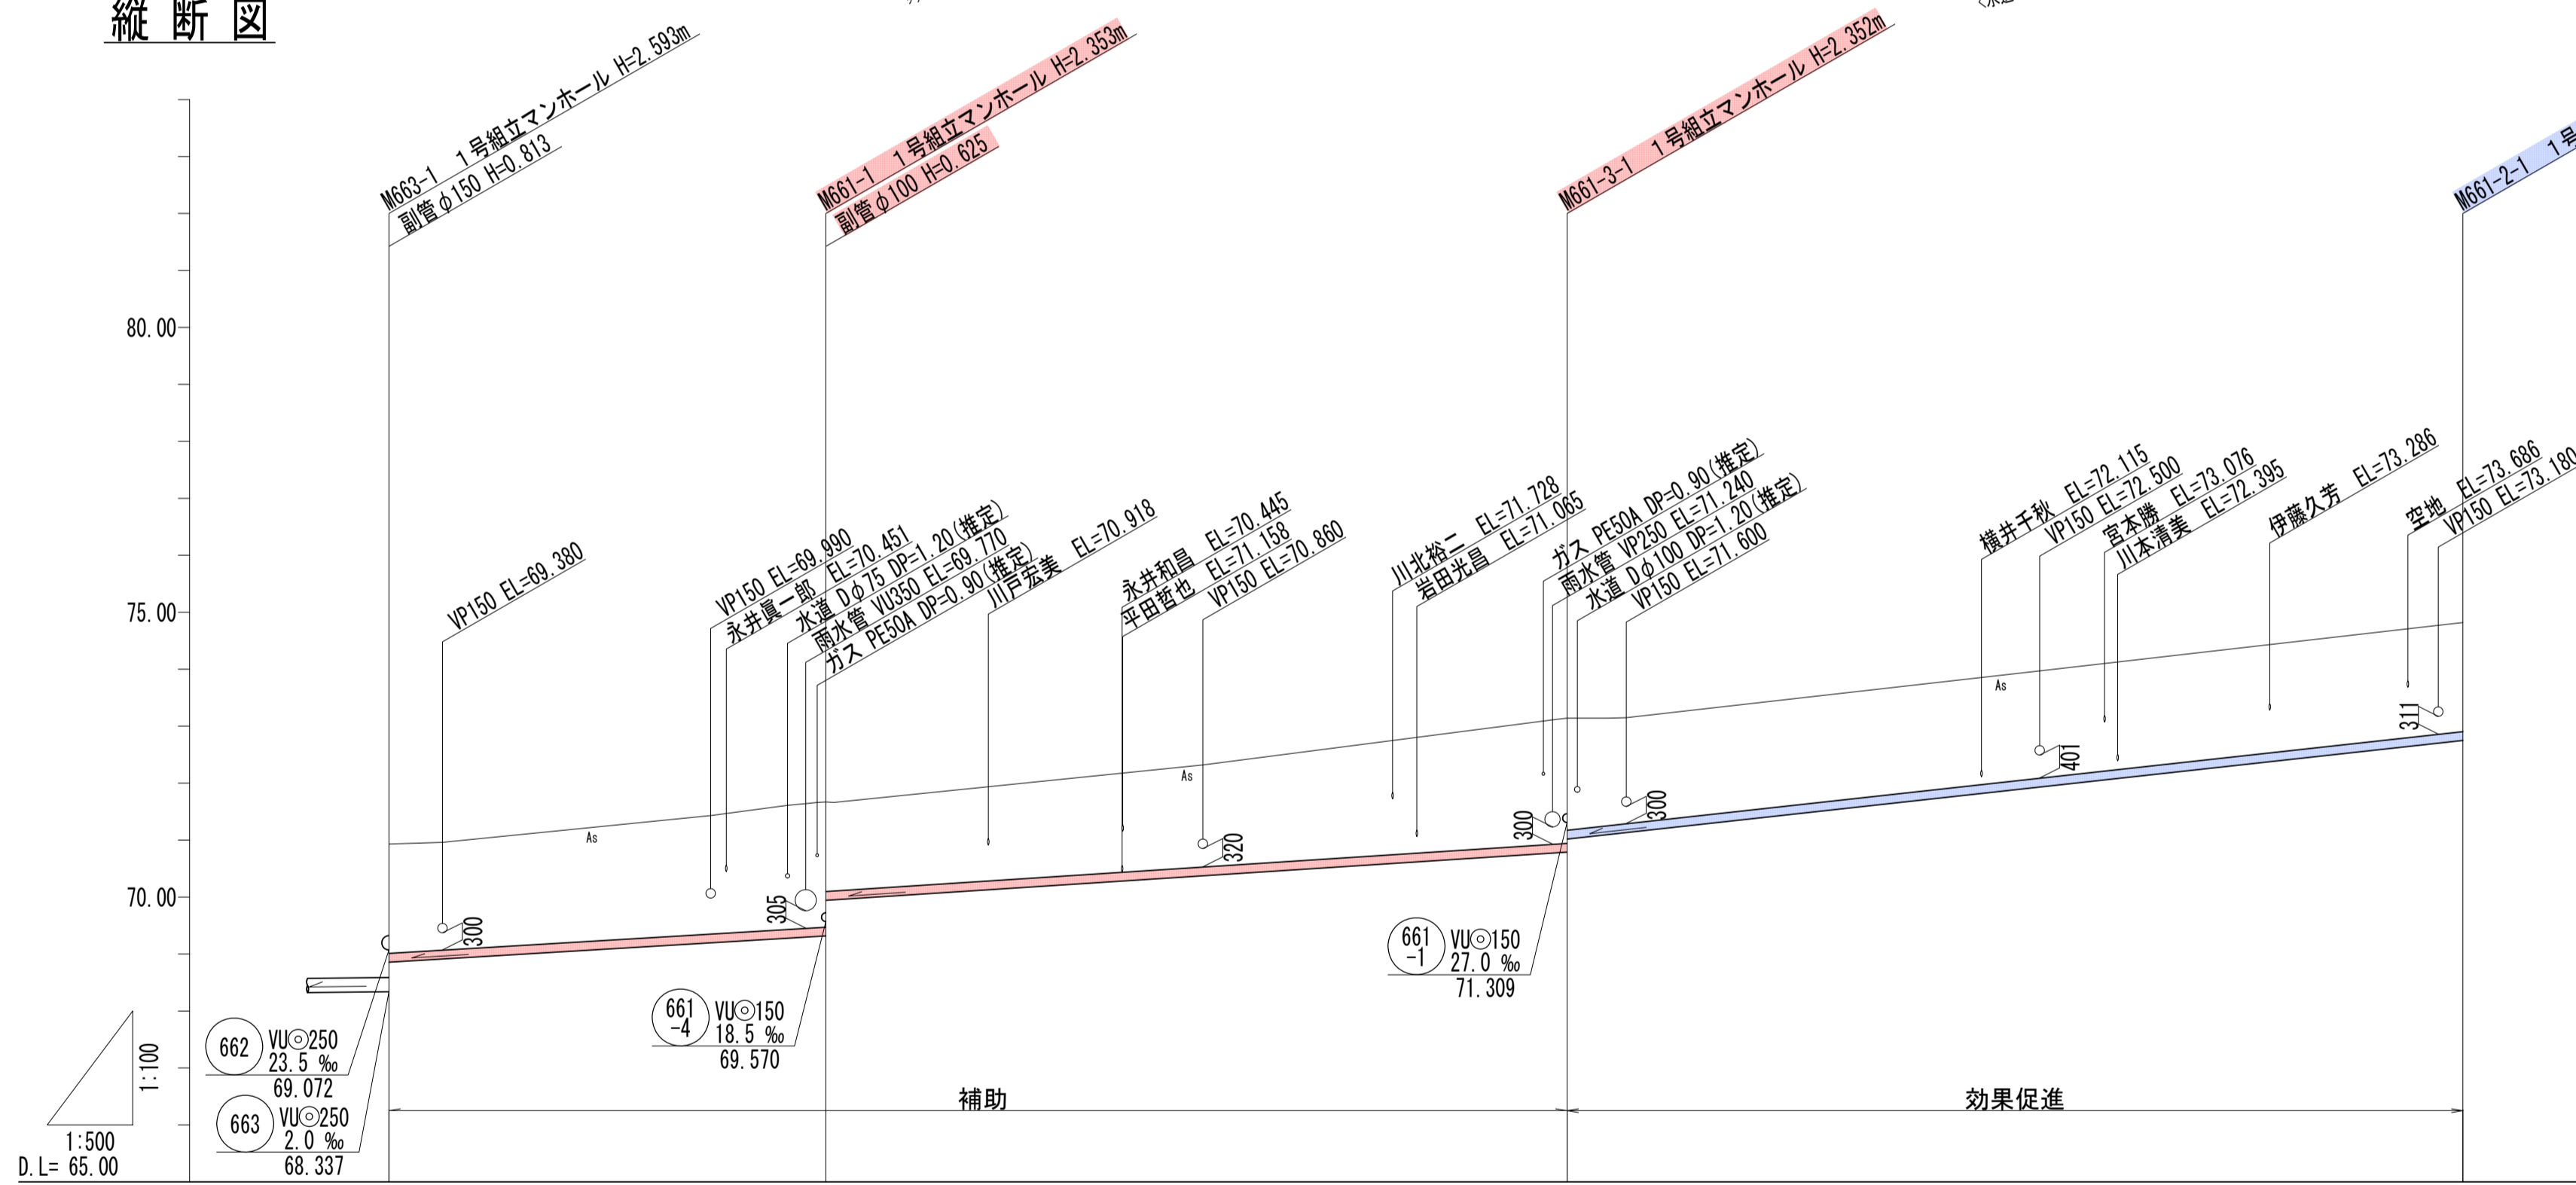 縦断図
M663-1 1号組立マンホール H=2.593m
副管φ150 H=0.813
M661-1 1号組立マンホール H=2.353m
副管φ100 H=0.625
M661-3-1 1号組立マンホール H=2.352m
M661-2-1 1号
80.00
75.00
70.00
VP150 EL=69.380
VP150 EL=69.990
永井眞一郎 EL=70.451
水道 Dφ75 DP=1.20(推定)
雨水管 VU350 EL=69.770
ガス PE50A DP=0.90(推定)
川戸宏美 EL=70.918
永井和昌 EL=70.445
平田哲也 EL=71.158
VP150 EL=70.860
川北裕二 EL=71.728
岩田光昌 EL=71.065
ガス PE50A DP=0.90(推定)
雨水管 VP250 EL=71.240
水道 Dφ100 DP=1.20(推定)
VP150 EL=71.600
横井千秋 EL=72.115
VP150 EL=72.500
宮本勝 EL=73.076
川本清美 EL=72.395
伊藤久芳 EL=73.286
空地 EL=73.686
VP150 EL=73.180
As
As
As
300
305
320
300
300
401
311
662 VU◎250
23.5 ‰
69.072
663 VU◎250
2.0 ‰
68.337
661
-4
VU◎150
18.5 ‰
69.570
661
-1
VU◎150
27.0 ‰
71.309
補助
効果促進
1:100
1:500
D.L= 65.00